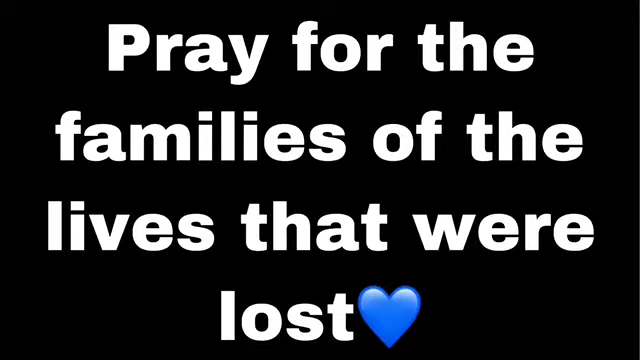 Pray for the
families of the
lives that were
lost💙